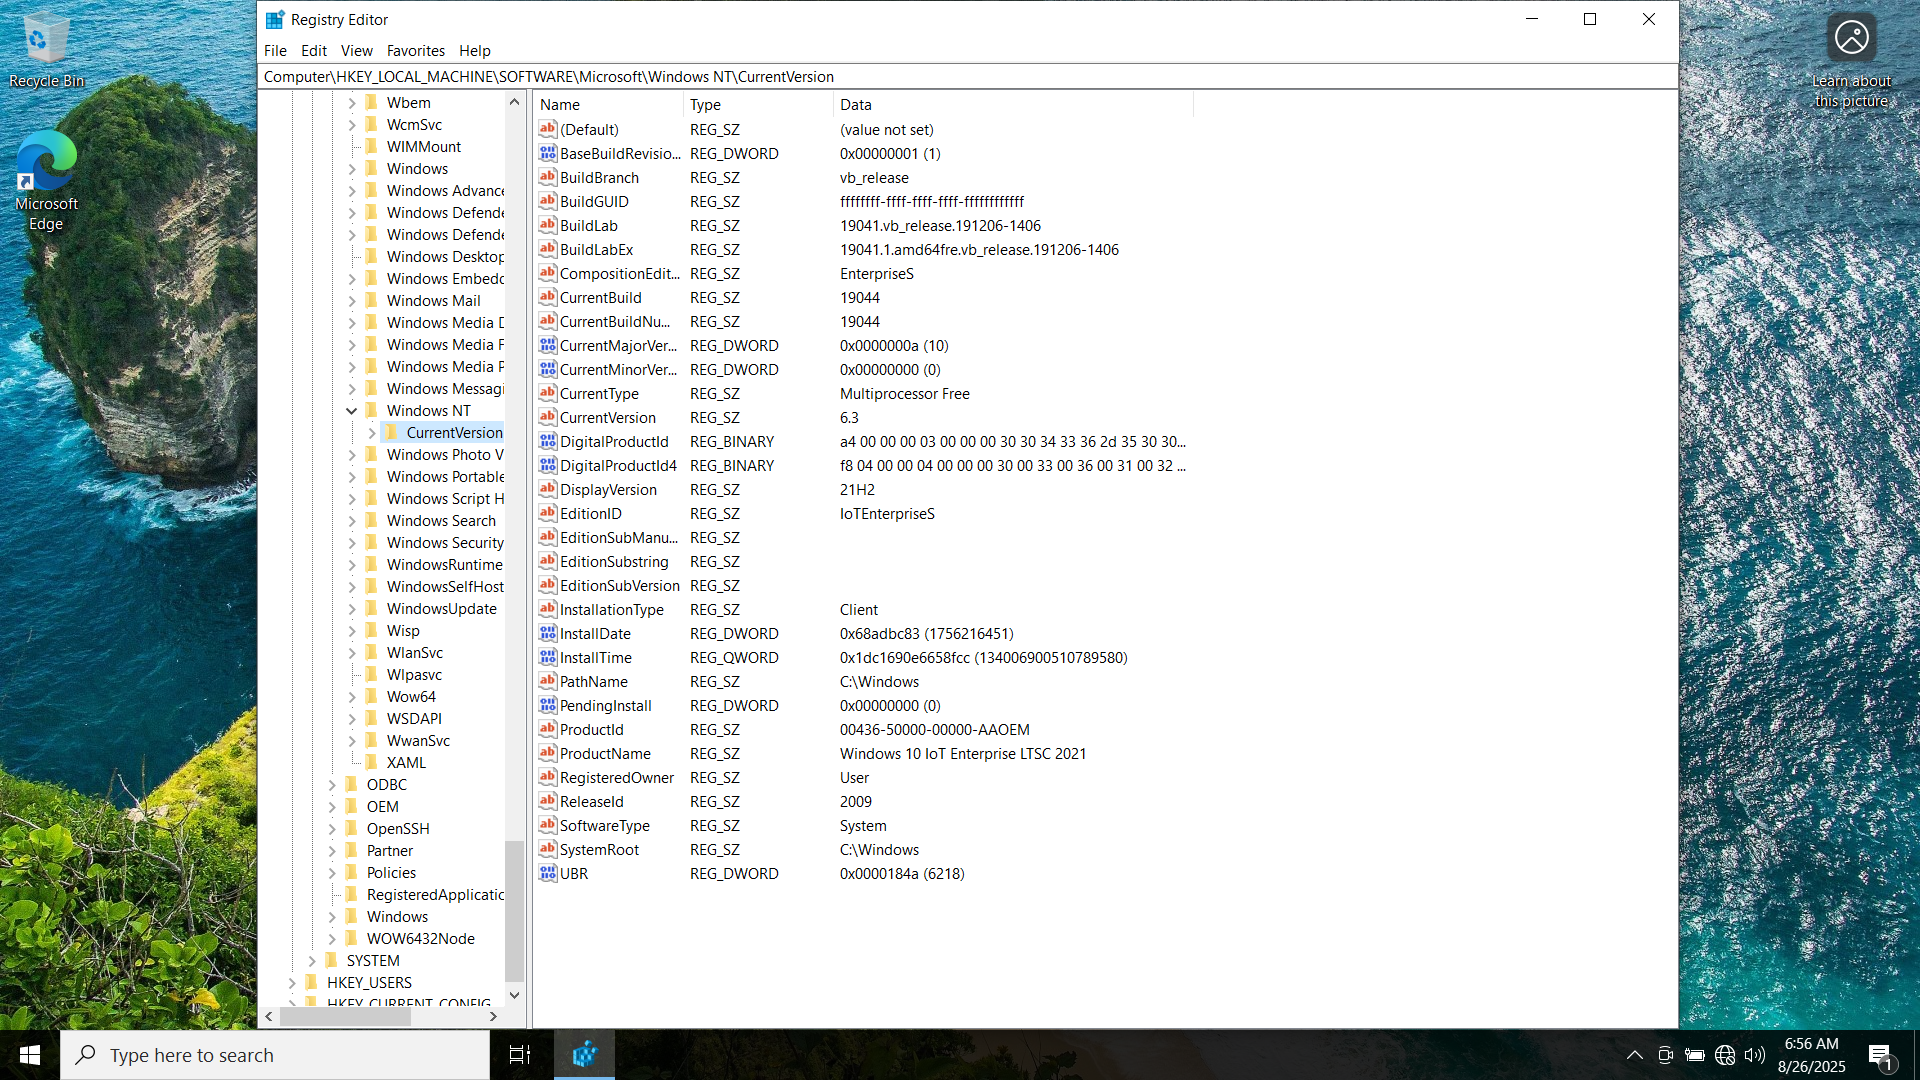 Recycle Bin
Microsoft
Edge
Learn about
this picture
Registry Editor
File Edit View Favorites Help
Computer\HKEY_LOCAL_MACHINE\SOFTWARE\Microsoft\Windows NT\CurrentVersion
Wbem
WcmSvc
WIMMount
Windows
Windows Advance
Windows Defende
Windows Defende
Windows Desktop
Windows Embedd
Windows Mail
Windows Media D
Windows Media F
Windows Media P
Windows Messagi
Windows NT
CurrentVersion
Windows Photo V
Windows Portable
Windows Script H
Windows Search
Windows Security
WindowsRuntime
WindowsSelfHost
WindowsUpdate
Wisp
WlanSvc
Wlpasvc
Wow64
WSDAPI
WwanSvc
XAML
ODBC
OEM
OpenSSH
Partner
Policies
RegisteredApplicatic
Windows
WOW6432Node
SYSTEM
HKEY_USERS
HKEY_CURRENT_CONFIG
Name Type Data
(Default) REG_SZ (value not set)
BaseBuildRevisio... REG_DWORD 0x00000001 (1)
BuildBranch REG_SZ vb_release
BuildGUID REG_SZ ffffffff-ffff-ffff-ffff-ffffffffffff
BuildLab REG_SZ 19041.vb_release.191206-1406
BuildLabEx REG_SZ 19041.1.amd64fre.vb_release.191206-1406
CompositionEdit... REG_SZ EnterpriseS
CurrentBuild REG_SZ 19044
CurrentBuildNu... REG_SZ 19044
CurrentMajorVer... REG_DWORD 0x0000000a (10)
CurrentMinorVer... REG_DWORD 0x00000000 (0)
CurrentType REG_SZ Multiprocessor Free
CurrentVersion REG_SZ 6.3
DigitalProductId REG_BINARY a4 00 00 00 03 00 00 00 30 30 34 33 36 2d 35 30 30...
DigitalProductId4 REG_BINARY f8 04 00 00 04 00 00 00 30 00 33 00 36 00 31 00 32 ...
DisplayVersion REG_SZ 21H2
EditionID REG_SZ IoTEnterpriseS
EditionSubManu... REG_SZ
EditionSubstring REG_SZ
EditionSubVersion REG_SZ
InstallationType REG_SZ Client
InstallDate REG_DWORD 0x68adbc83 (1756216451)
InstallTime REG_QWORD 0x1dc1690e6658fcc (134006900510789580)
PathName REG_SZ C:\Windows
PendingInstall REG_DWORD 0x00000000 (0)
ProductId REG_SZ 00436-50000-00000-AAOEM
ProductName REG_SZ Windows 10 IoT Enterprise LTSC 2021
RegisteredOwner REG_SZ User
ReleaseId REG_SZ 2009
SoftwareType REG_SZ System
SystemRoot REG_SZ C:\Windows
UBR REG_DWORD 0x0000184a (6218)
Type here to search
6:56 AM
8/26/2025
1